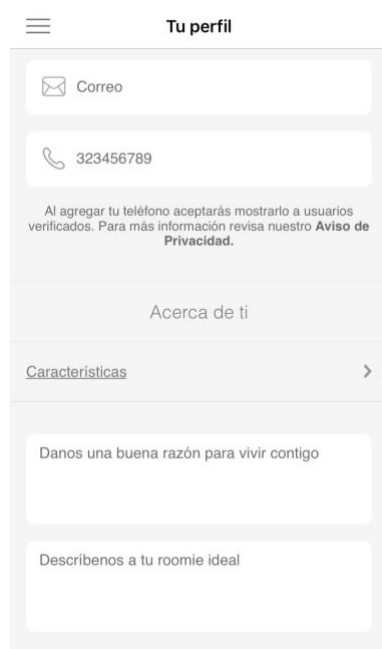 Tu perfil
Correo
323456789
Al agregar tu teléfono aceptarás mostrarlo a usuarios
verificados. Para más información revisa nuestro Aviso de
Privacidad.
Acerca de ti
Características
Danos una buena razón para vivir contigo
Descríbenos a tu roomie ideal